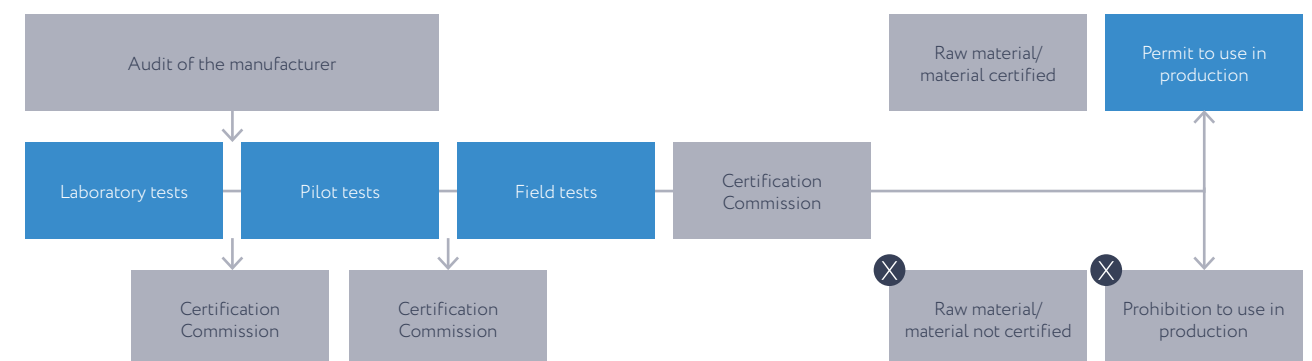 Audit of the manufacturer
Raw material/
material certified
Permit to use in
production
Laboratory tests
Pilot tests
Field tests
Certification
Commission
Certification
Commission
Certification
Commission
X
Raw material/
material not certified
X
Prohibition to use in
production